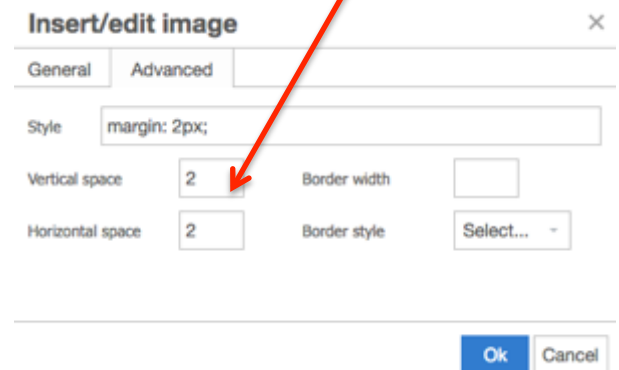 Insert/edit image ×
General Advanced
Style margin: 2px;
Vertical space 2 Border width
Horizontal space 2 Border style Select...
Ok Cancel